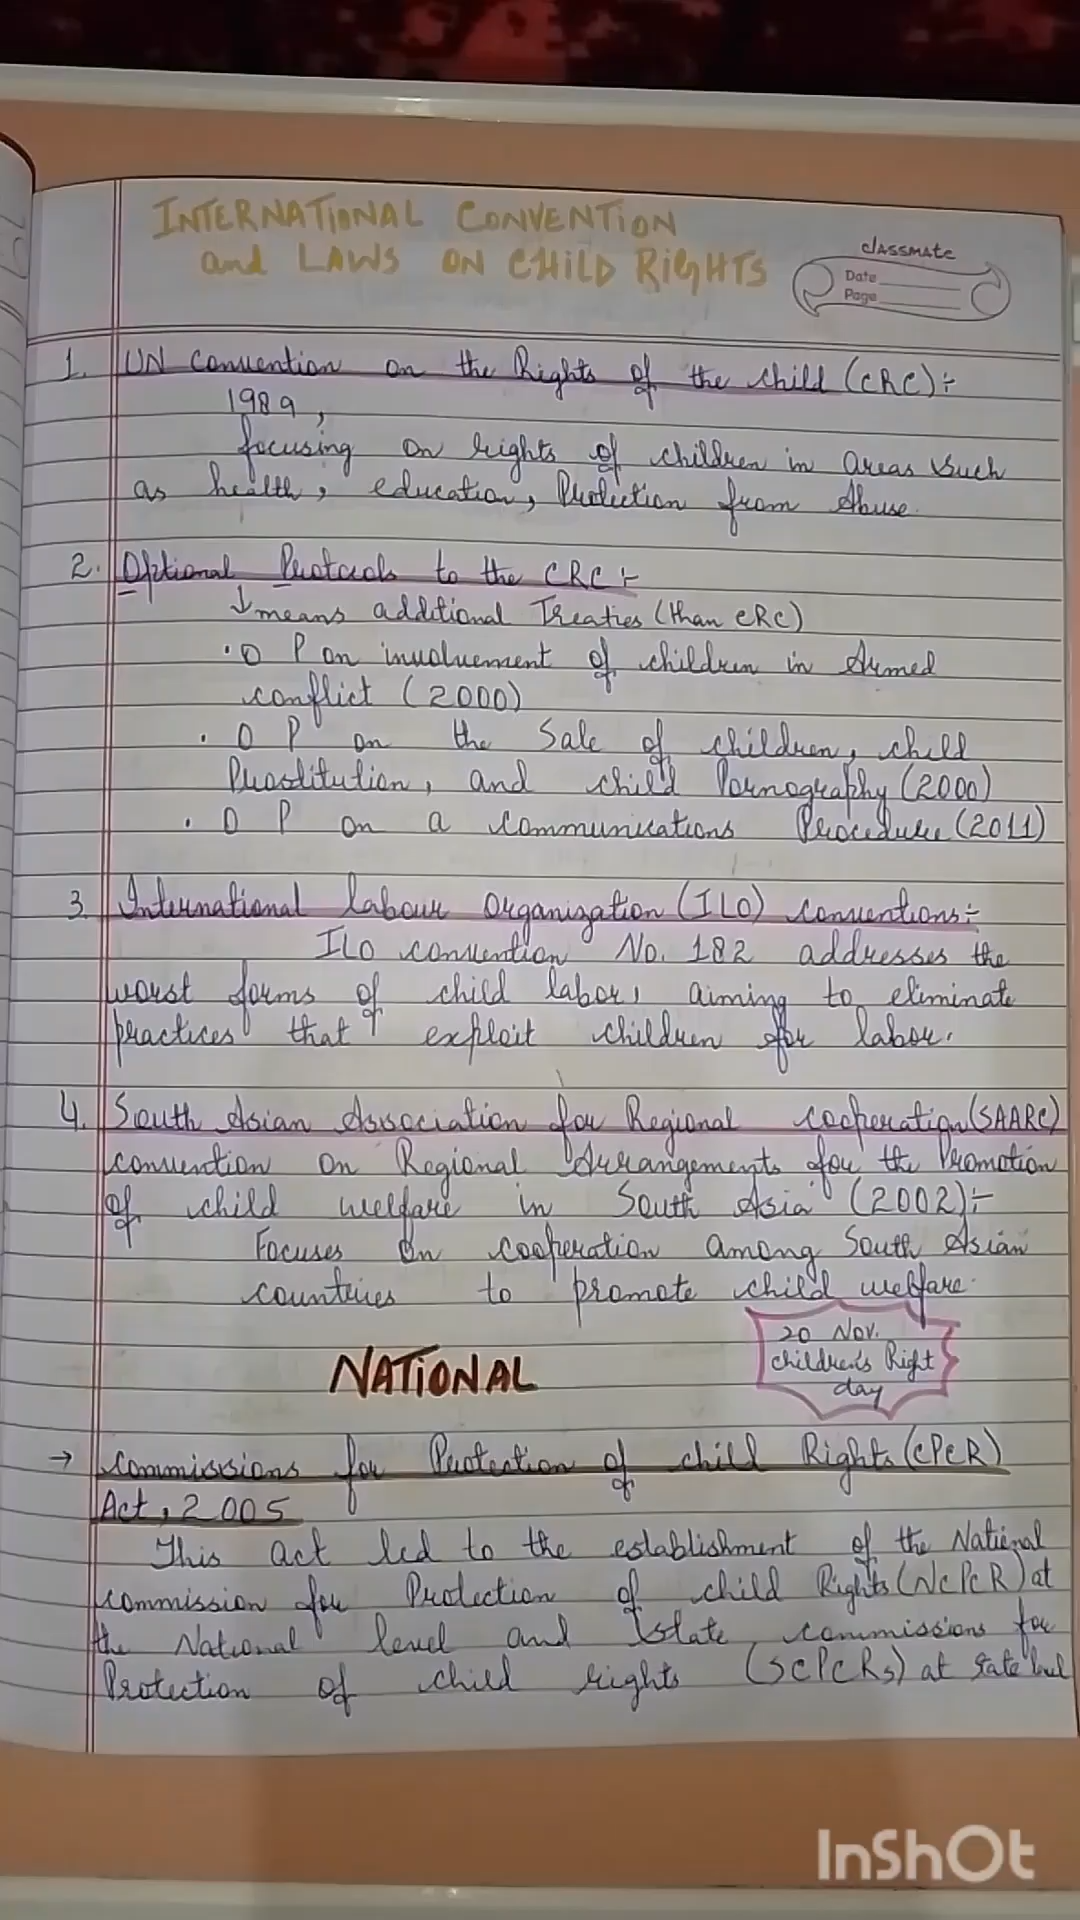 INTERNATIONAL CONVENTION
and LAWS ON CHILD RIGHTS
classmate
Date
Page
1. UN Convention on the Rights of the child (CRC):-
1989,
focusing on rights of children in areas such
as health, education, Protection from Abuse.
2. Optional Protocols to the CRC:-
↓ means additional Treaties (than CRC)
• O P on involvement of children in Armed
conflict (2000)
• O P on the Sale of children, child
Prostitution, and child Pornography (2000)
• O P on a communications Procedure (2011)
3. International labour Organization (ILO) conventions:-
ILO convention No. 182 addresses the
worst forms of child labor, aiming to eliminate
practices that exploit children for labor.
4. South Asian Association for Regional cooperation (SAARC)
convention on Regional Arrangements for the Promotion
of child welfare in South Asia (2002):-
Focuses on cooperation among South Asian
countries to promote child welfare.
20 Nov.
children's Right
day
NATIONAL
→ commissions for Protection of child Rights (CPCR)
Act, 2005
This act led to the establishment of the National
commission for Protection of child Rights (NCPCR) at
the National level and state commissions for
Protection of child rights (SCPCRs) at state level
InShOt